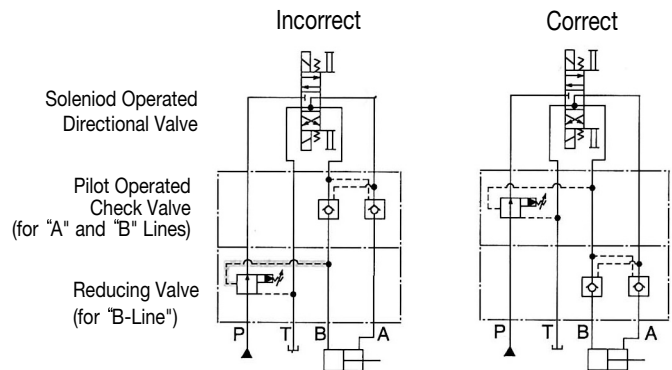 Incorrect
Correct
Soleniod Operated
Directional Valve
Pilot Operated
Check Valve
(for "A" and "B" Lines)
Reducing Valve
(for "B-Line")
P T B A
P T B A